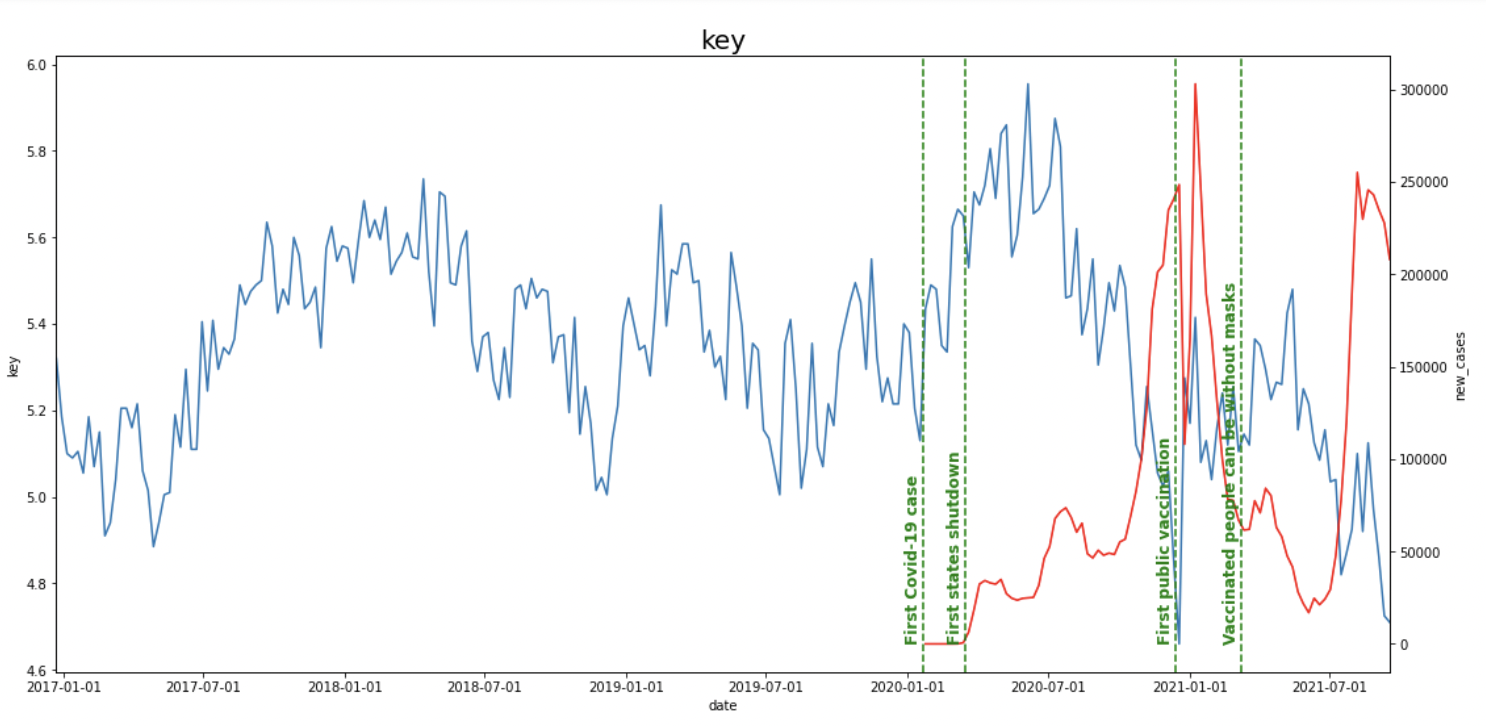 key
6.0
5.8
5.6
5.4
5.2
5.0
4.8
4.6
key
300000
250000
200000
150000
100000
50000
0
new_cases
First Covid-19 case
First states shutdown
First public vaccination
Vaccinated people can be without masks
2017-01-01 2017-07-01 2018-01-01 2018-07-01 2019-01-01 2019-07-01 2020-01-01 2020-07-01 2021-01-01 2021-07-01
date